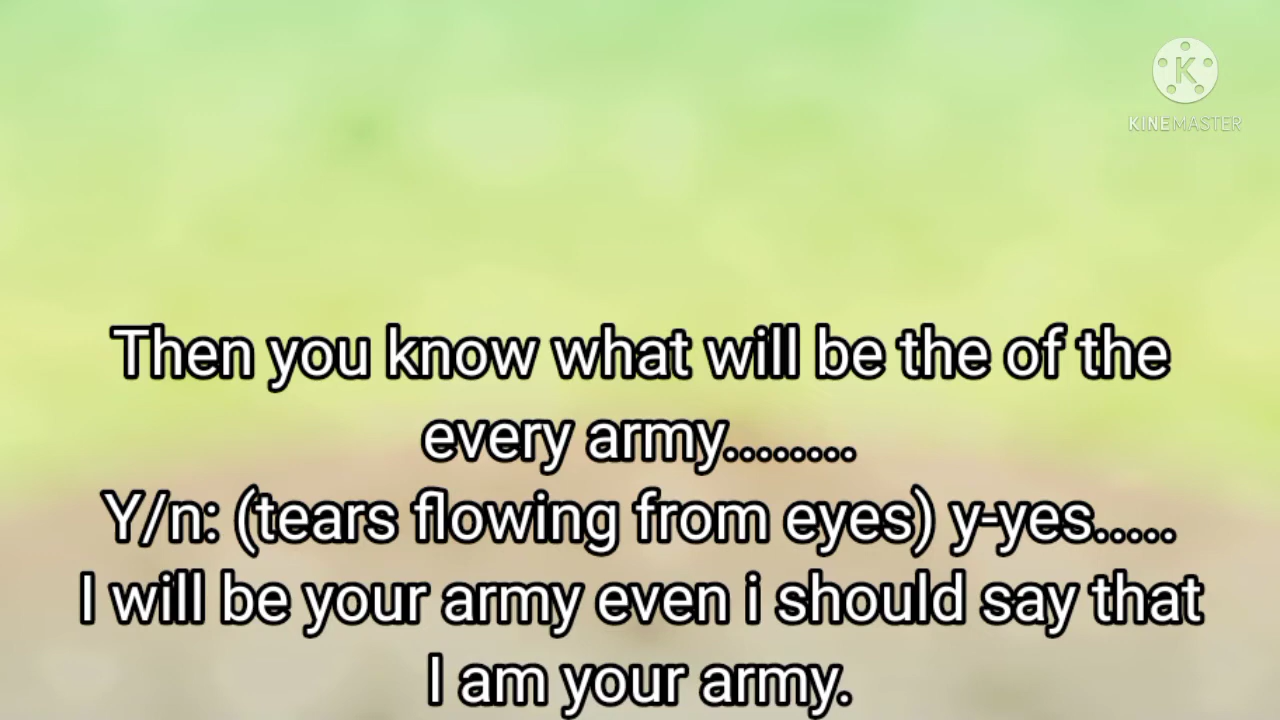 KINEMASTER
Then you know what will be the of the
every army........
Y/n: (tears flowing from eyes) y-yes.....
I will be your army even i should say that
I am your army.